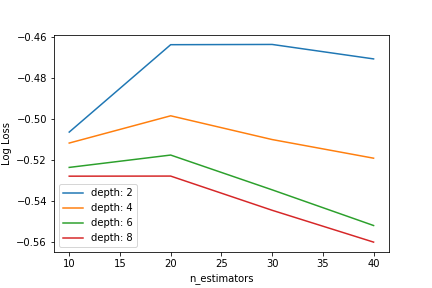 −0.46
−0.48
−0.50
−0.52
−0.54
−0.56
Log Loss
depth: 2
depth: 4
depth: 6
depth: 8
10 15 20 25 30 35 40
n_estimators